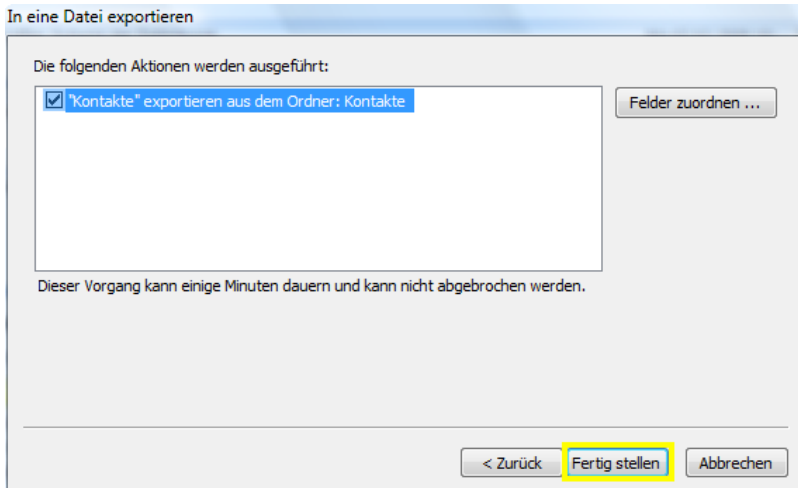 In eine Datei exportieren
Die folgenden Aktionen werden ausgeführt:
"Kontakte" exportieren aus dem Ordner: Kontakte
Felder zuordnen ...
Dieser Vorgang kann einige Minuten dauern und kann nicht abgebrochen werden.
< Zurück
Fertig stellen
Abbrechen